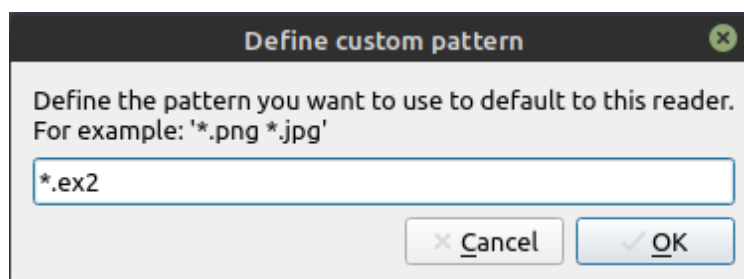 Define custom pattern
Define the pattern you want to use to default to this reader.
For example: '*.png *.jpg'
*.ex2
Cancel
OK